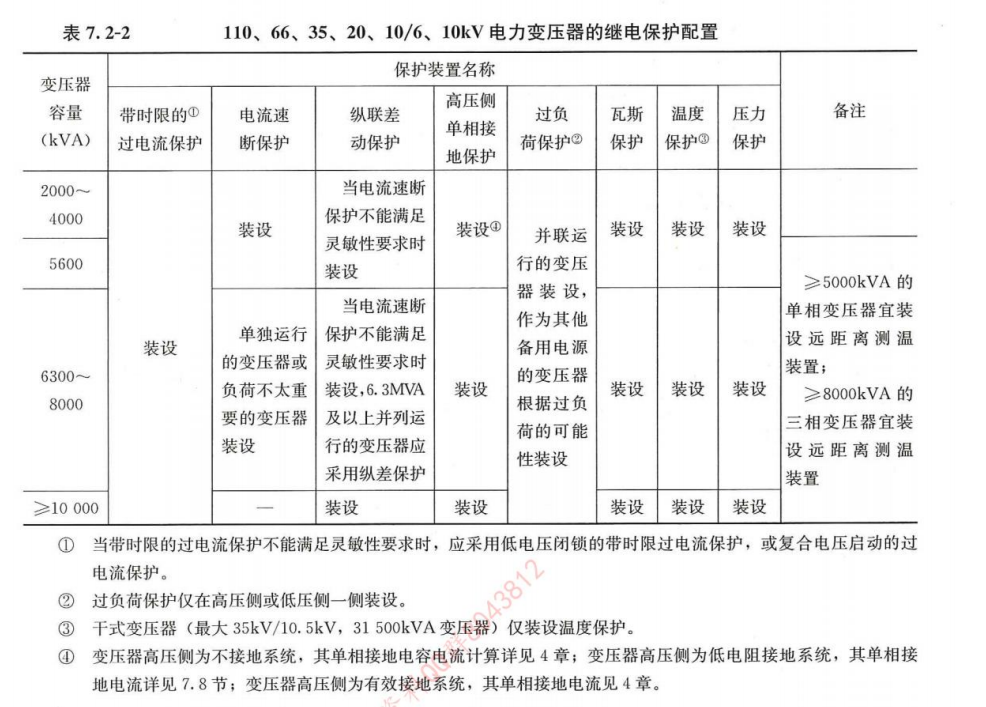 表 7.2-2 110、66、35、20、10/6、10kV 电力变压器的继电保护配置
变压器
容量
(kVA)
保护装置名称
备注
带时限的①
过电流保护
电流速
断保护
纵联差
动保护
高压侧
单相接
地保护
过负
荷保护②
瓦斯
保护
温度
保护③
压力
保护
2000～
4000
5600
6300～
8000
≥10 000
装设
装设
单独运行
的变压器或
负荷不太重
要的变压器
装设
—
当电流速断
保护不能满足
灵敏性要求时
装设
当电流速断
保护不能满足
灵敏性要求时
装设,6.3MVA
及以上并列运
行的变压器应
采用纵差保护
装设
装设④
装设
装设
并联运
行的变压
器装设，
作为其他
备用电源
的变压器
根据过负
荷的可能
性装设
装设
装设
装设
装设
装设
装设
装设
装设
装设
≥5000kVA 的
单相变压器宜装
设远距离测温
装置；
≥8000kVA 的
三相变压器宜装
设远距离测温
装置
① 当带时限的过电流保护不能满足灵敏性要求时，应采用低电压闭锁的带时限过电流保护，或复合电压启动的过
电流保护。
② 过负荷保护仅在高压侧或低压侧一侧装设。
③ 干式变压器（最大 35kV/10.5kV，31 500kVA 变压器）仅装设温度保护。
④ 变压器高压侧为不接地系统，其单相接地电容电流计算详见 4 章；变压器高压侧为低电阻接地系统，其单相接
地电流详见 7.8 节；变压器高压侧为有效接地系统，其单相接地电流见 4 章。